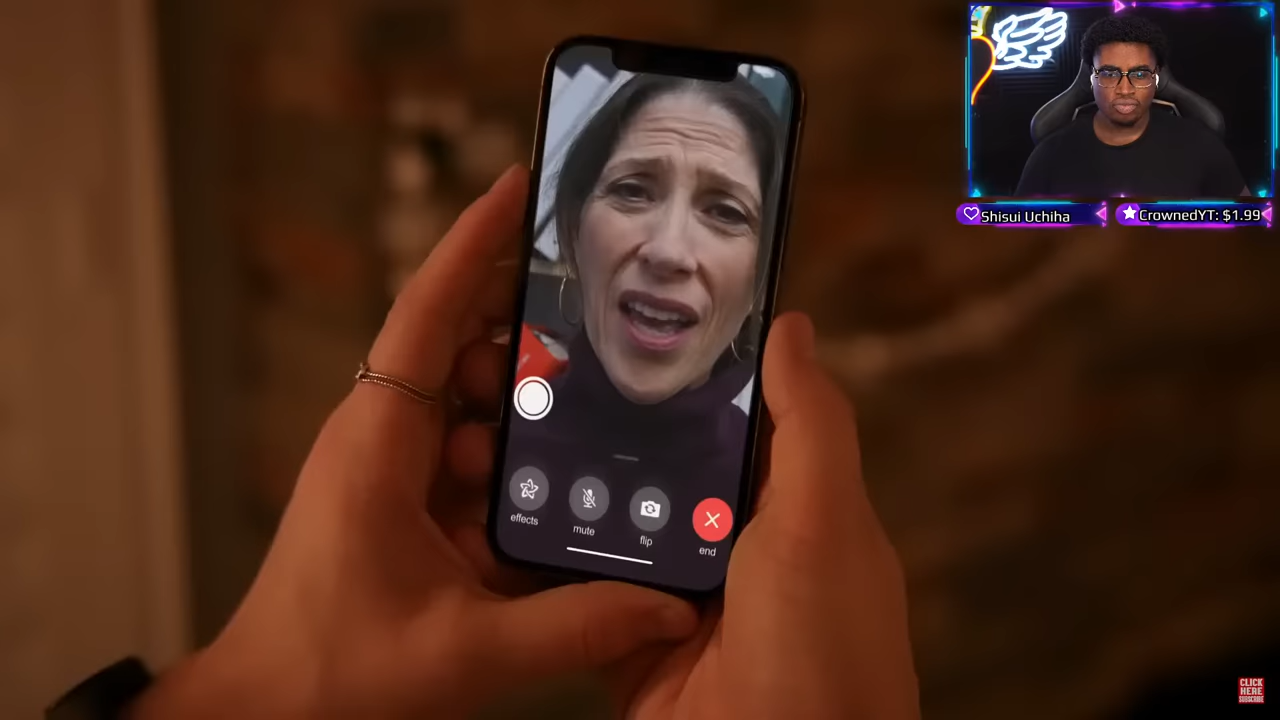 Shisui Uchiha
CrownedYT: $1.99
effects
mute
flip
end
CLICK
HERE
SUBSCRIBE